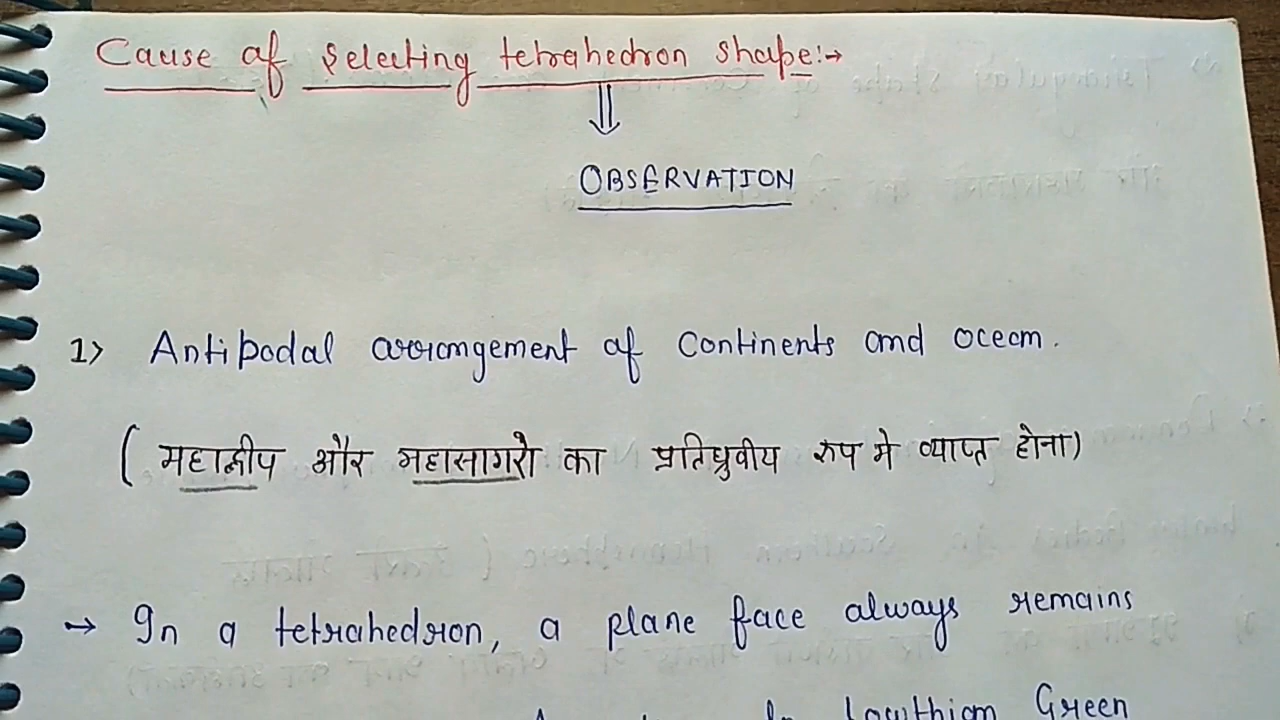 Cause of selecting tetrahedron shape:→
⇓
OBSERVATION
1) Antipodal arrangement of continents and ocean.
(महाद्वीप और महासागरो का प्रतिध्रुवीय रुप मे व्याप्त होना)
→ In a tetrahedron, a plane face always remains
Lowthian Green